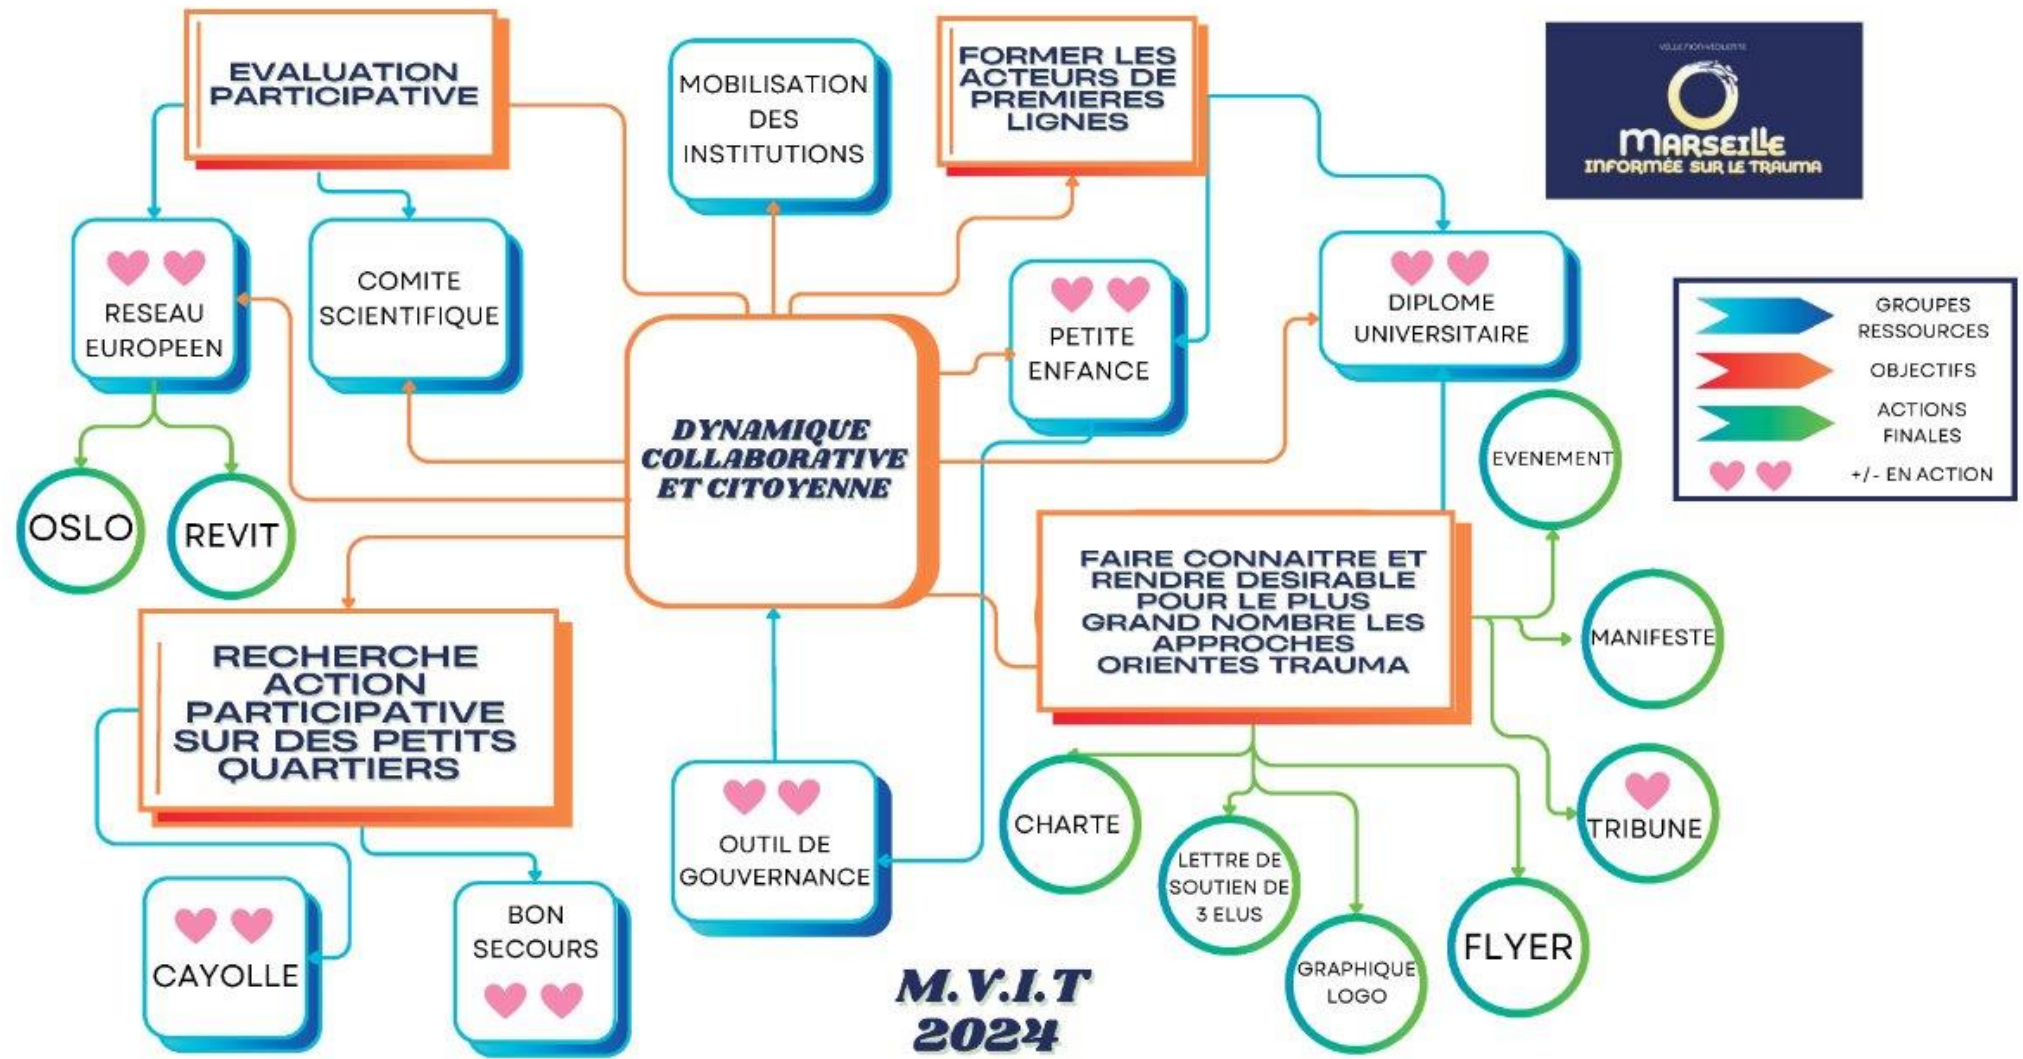 EVALUATION
PARTICIPATIVE
MOBILISATION
DES
INSTITUTIONS
FORMER LES
ACTEURS DE
PREMIERES
LIGNES
MARSEILLE
INFORMÉE SUR LE TRAUMA
RESEAU
EUROPEEN
COMITE
SCIENTIFIQUE
PETITE
ENFANCE
DIPLOME
UNIVERSITAIRE
GROUPES
RESSOURCES
OBJECTIFS
ACTIONS
FINALES
+/- EN ACTION
DYNAMIQUE
COLLABORATIVE
ET CITOYENNE
EVENEMENT
OSLO
REVIT
FAIRE CONNAITRE ET
RENDRE DESIRABLE
POUR LE PLUS
GRAND NOMBRE LES
APPROCHES
ORIENTES TRAUMA
MANIFESTE
RECHERCHE
ACTION
PARTICIPATIVE
SUR DES PETITS
QUARTIERS
OUTIL DE
GOUVERNANCE
CHARTE
LETTRE DE
SOUTIEN DE
3 ELUS
GRAPHIQUE
LOGO
FLYER
TRIBUNE
CAYOLLE
BON
SECOURS
M.V.I.T
2024